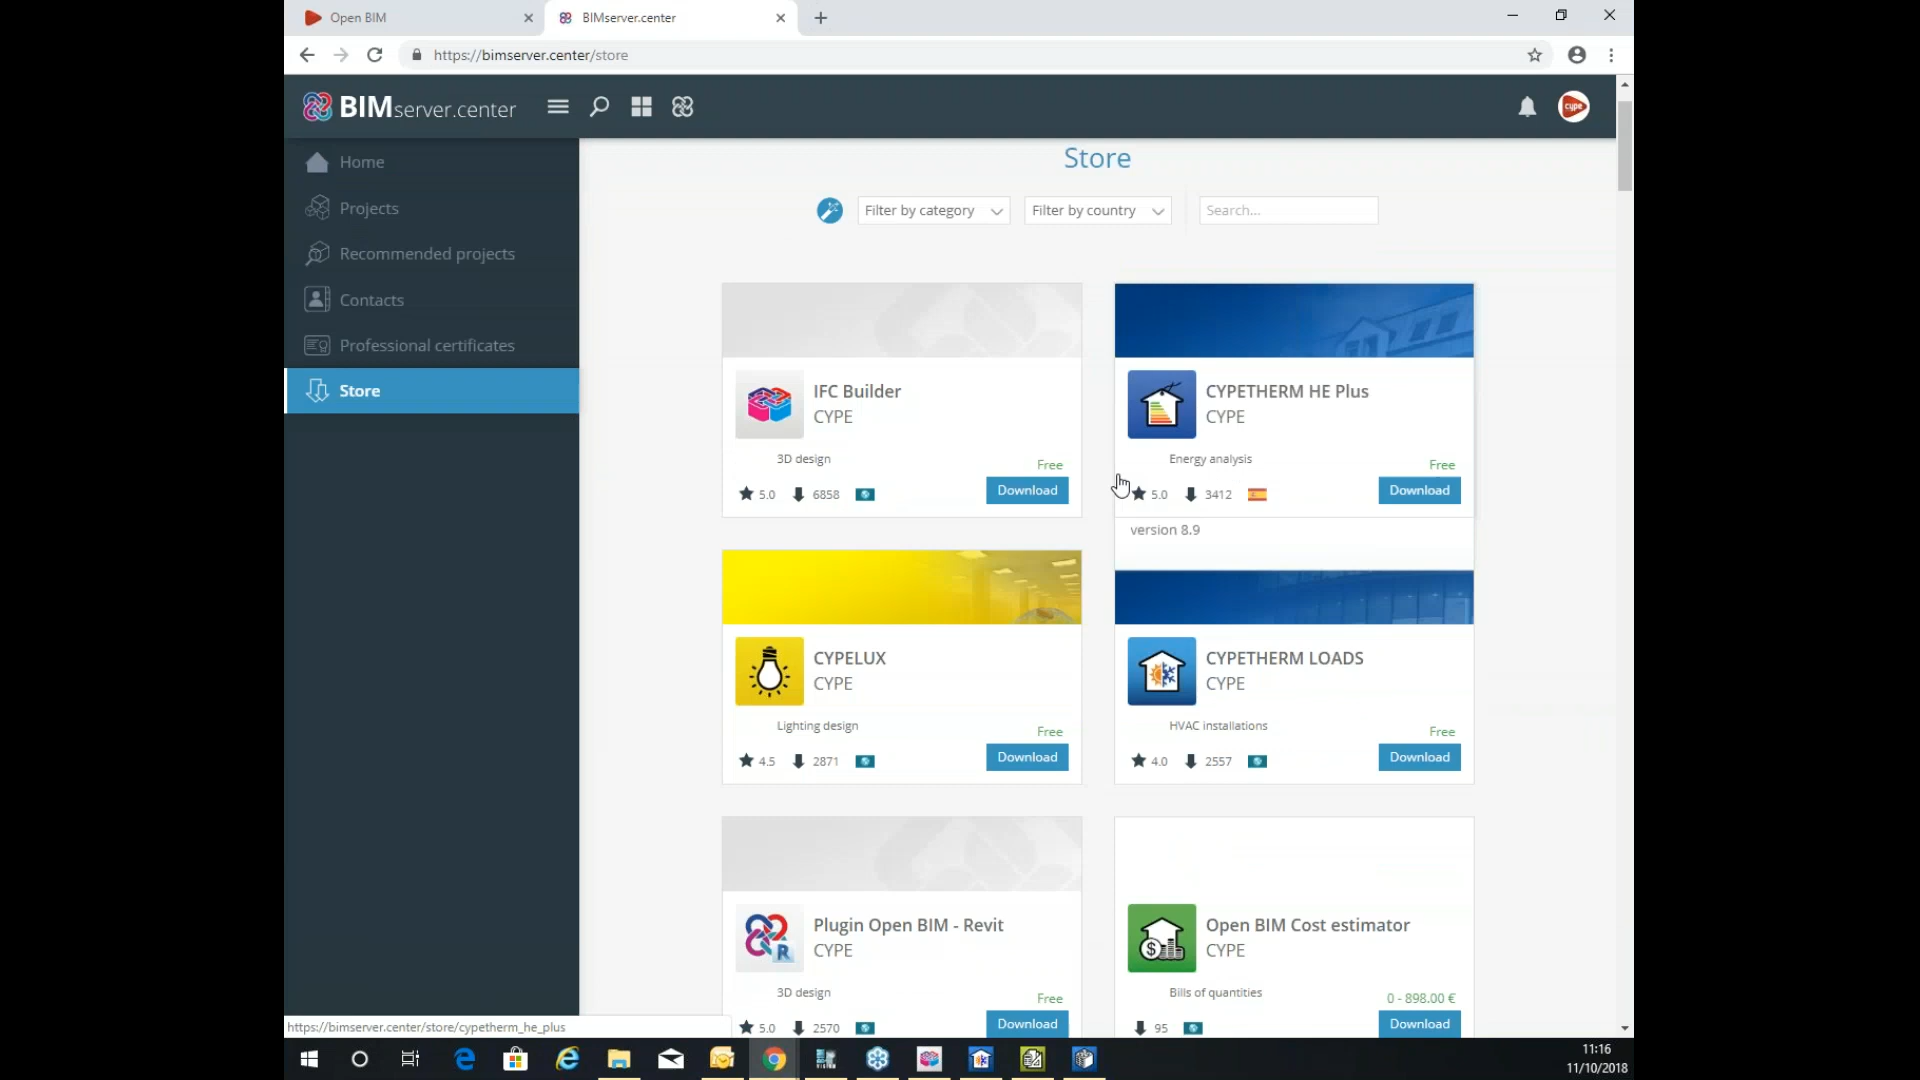 Open BIM
BIMserver.center
https://bimserver.center/store
BIMserver.center
cype
Home
Projects
Recommended projects
Contacts
Professional certificates
Store
Store
Filter by category
Filter by country
Search...
IFC Builder
CYPE
3D design
Free
5.0
6858
Download
CYPETHERM HE Plus
CYPE
Energy analysis
Free
5.0
3412
Download
version 8.9
CYPELUX
CYPE
Lighting design
Free
4.5
2871
Download
CYPETHERM LOADS
CYPE
HVAC installations
Free
4.0
2557
Download
R
Plugin Open BIM - Revit
CYPE
3D design
Free
5.0
2570
Download
$
Open BIM Cost estimator
CYPE
Bills of quantities
0 - 898.00 €
95
Download
https://bimserver.center/store/cypetherm_he_plus
11:16
11/10/2018